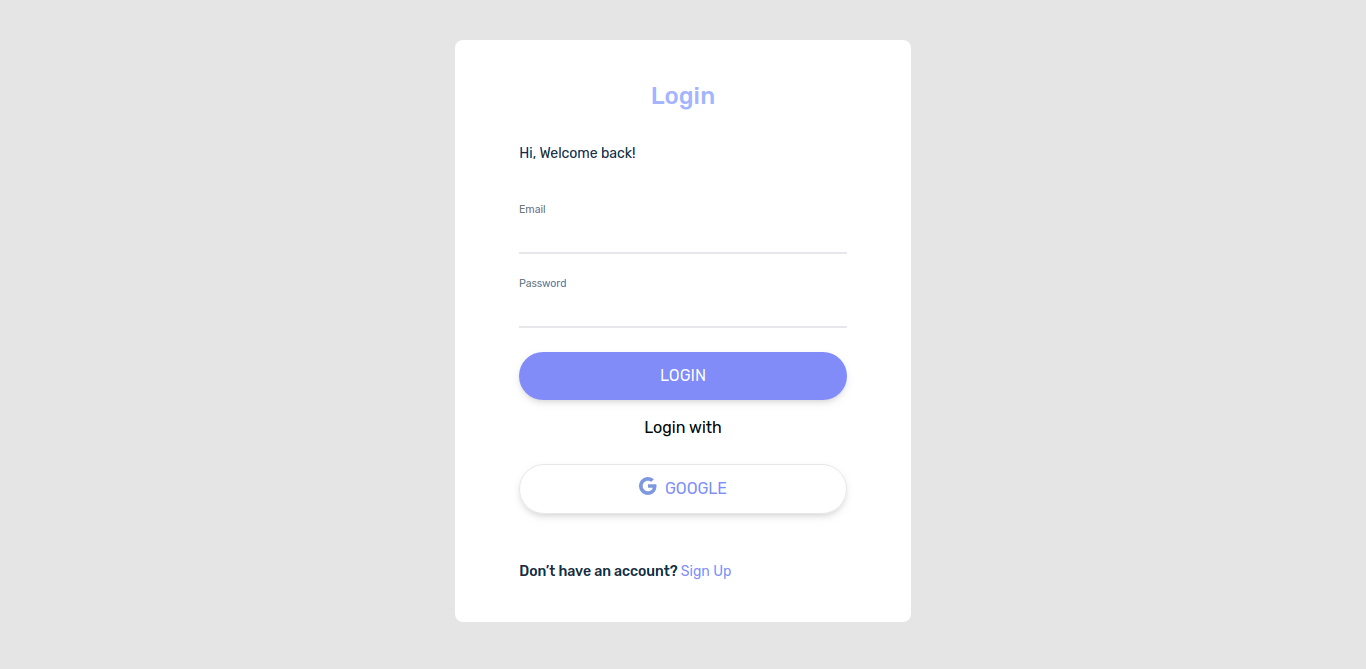 Login
Hi, Welcome back!
Email
Password
LOGIN
Login with
GOOGLE
Don’t have an account? Sign Up